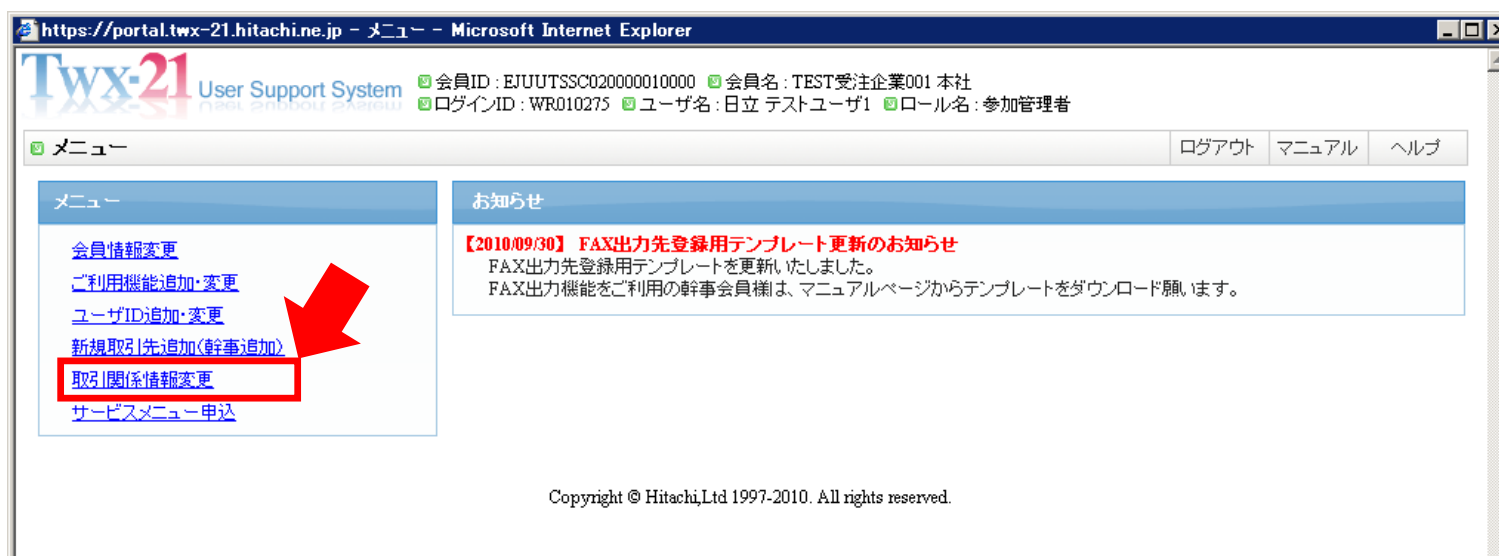 https://portal.twx-21.hitachi.ne.jp - メニュー - Microsoft Internet Explorer
Twx-21 User Support System
会員ID : EJUUTSSC020000010000 会員名 : TEST受注企業001 本社
ログインID : WR010275 ユーザ名 : 日立 テストユーザ1 ロール名 : 参加管理者
メニュー
ログアウト マニュアル ヘルプ
メニュー
会員情報変更
ご利用機能追加・変更
ユーザID追加・変更
新規取引先追加(幹事追加)
取引関係情報変更
サービスメニュー申込
お知らせ
【2010/09/30】 FAX出力先登録用テンプレート更新のお知らせ
FAX出力先登録用テンプレートを更新いたしました。
FAX出力機能をご利用の幹事会員様は、マニュアルページからテンプレートをダウンロード願います。
Copyright © Hitachi,Ltd 1997-2010. All rights reserved.